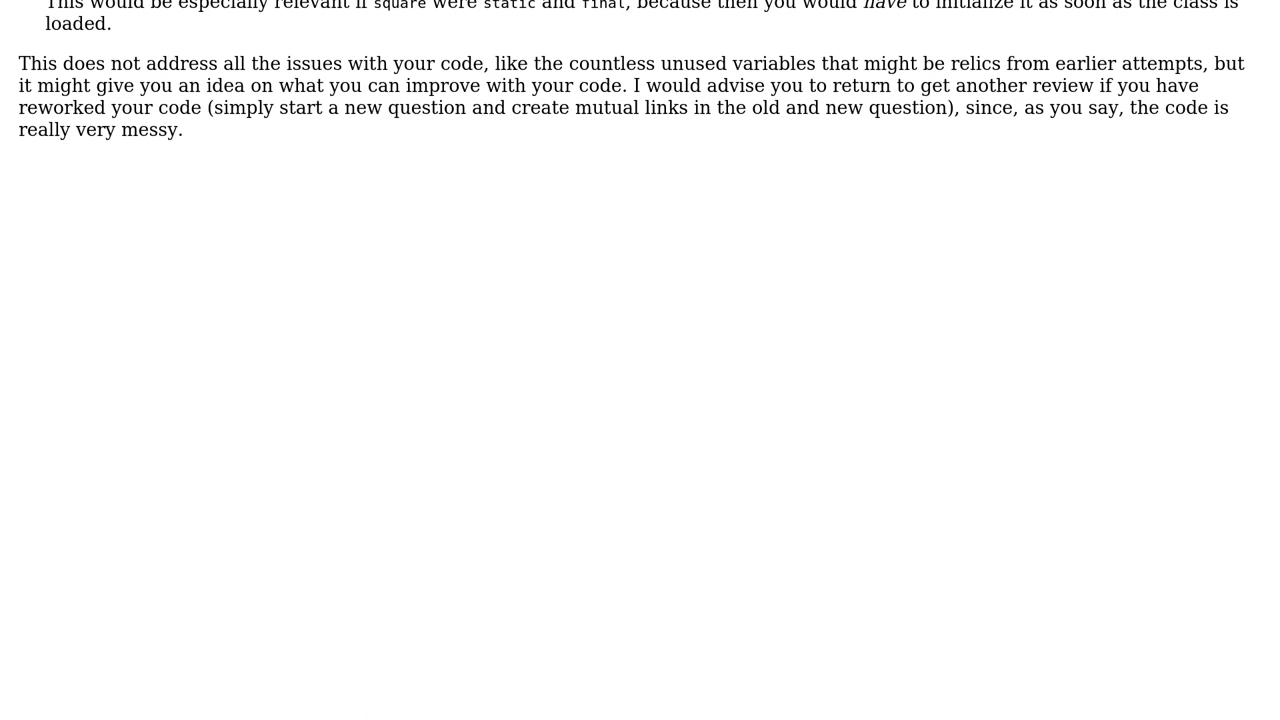 This would be especially relevant if square were static and final, because then you would have to initialize it as soon as the class is
loaded.
This does not address all the issues with your code, like the countless unused variables that might be relics from earlier attempts, but
it might give you an idea on what you can improve with your code. I would advise you to return to get another review if you have
reworked your code (simply start a new question and create mutual links in the old and new question), since, as you say, the code is
really very messy.